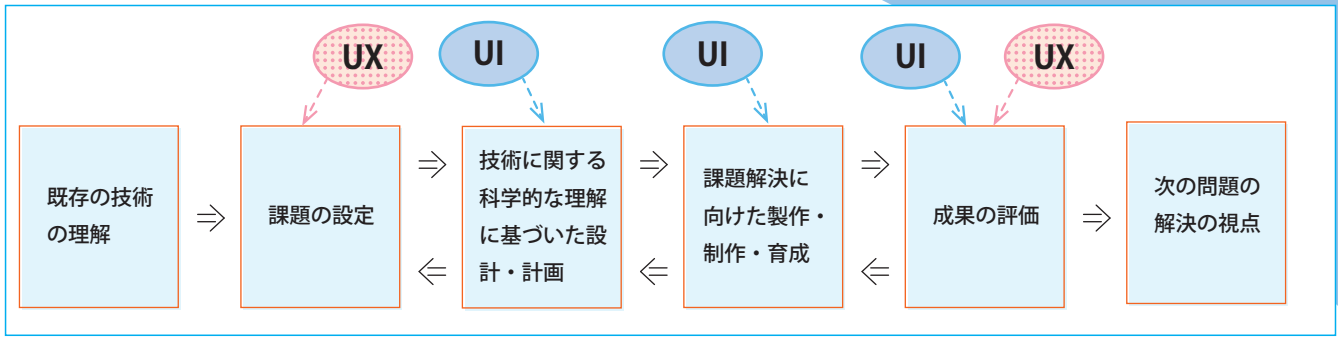 UX
UI
UI
UI
UX
既存の技術
の理解
課題の設定
技術に関する
科学的な理解
に基づいた設
計・計画
課題解決に
向けた製作・
制作・育成
成果の評価
次の問題の
解決の視点